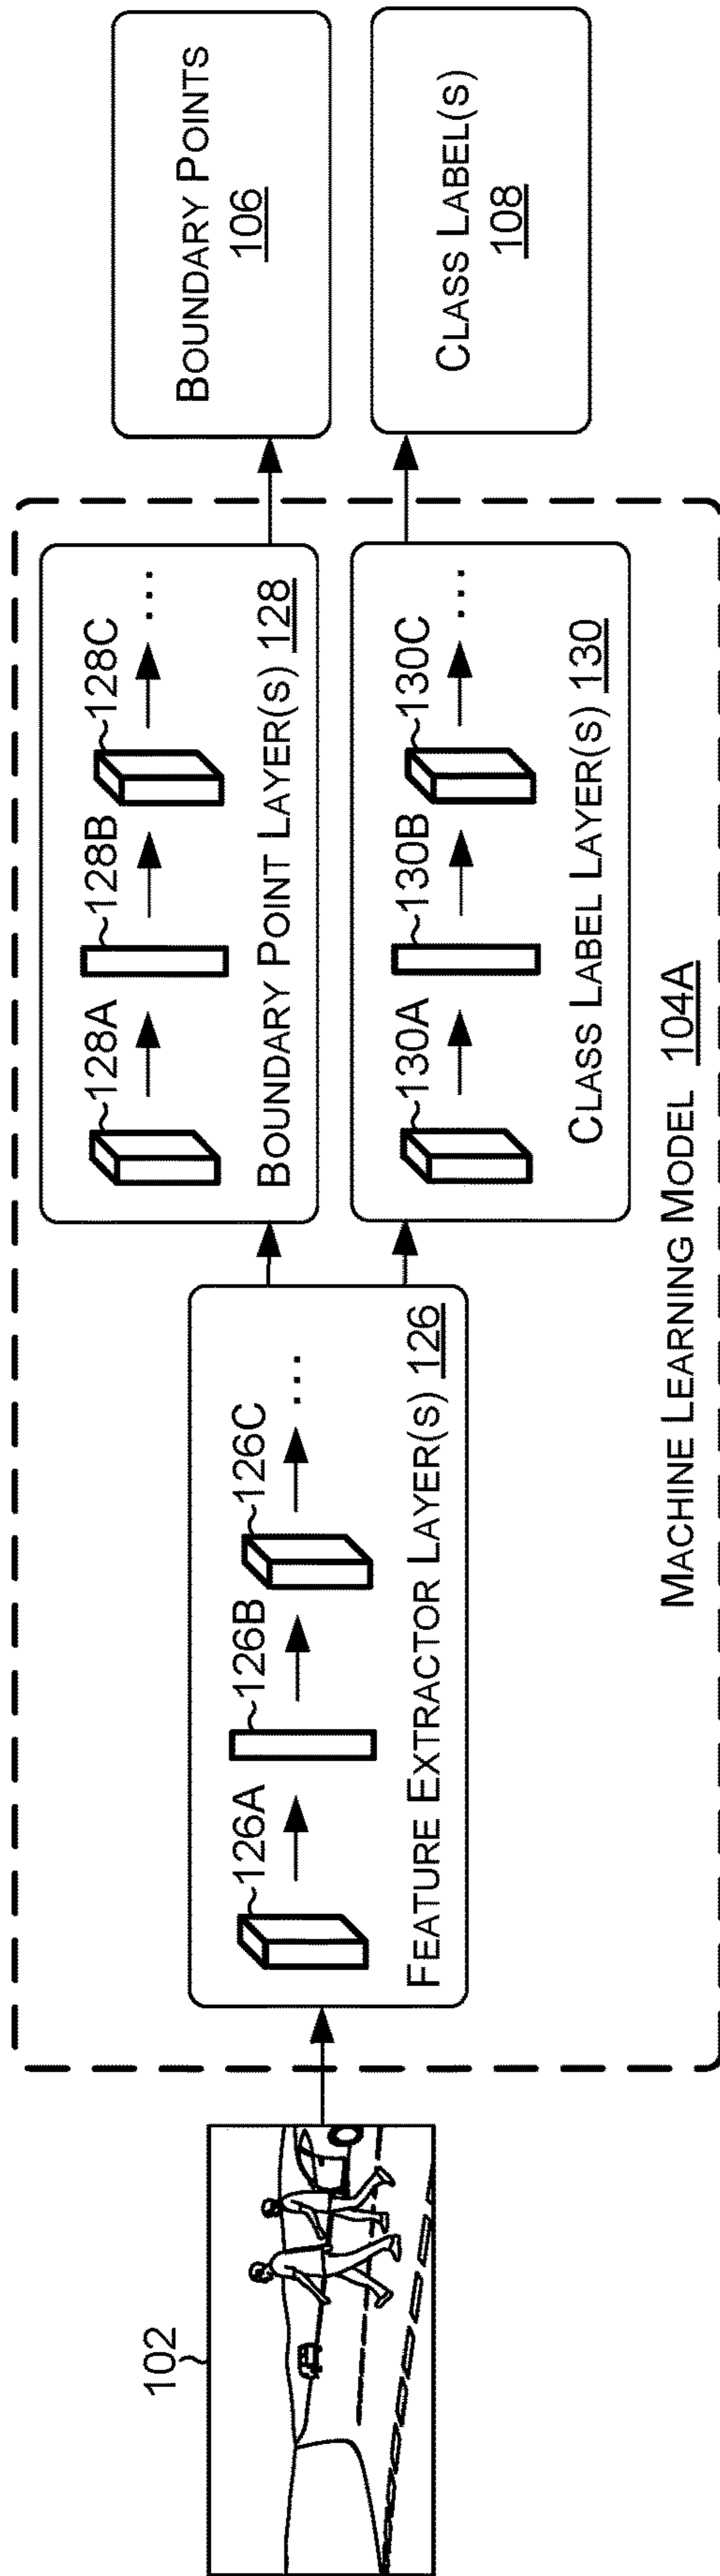 102
126A
126B
126C
...
FEATURE EXTRACTOR LAYER(S) 126
128A
128B
128C
...
BOUNDARY POINT LAYER(S) 128
130A
130B
130C
...
CLASS LABEL LAYER(S) 130
MACHINE LEARNING MODEL 104A
BOUNDARY POINTS
106
CLASS LABEL(S)
108